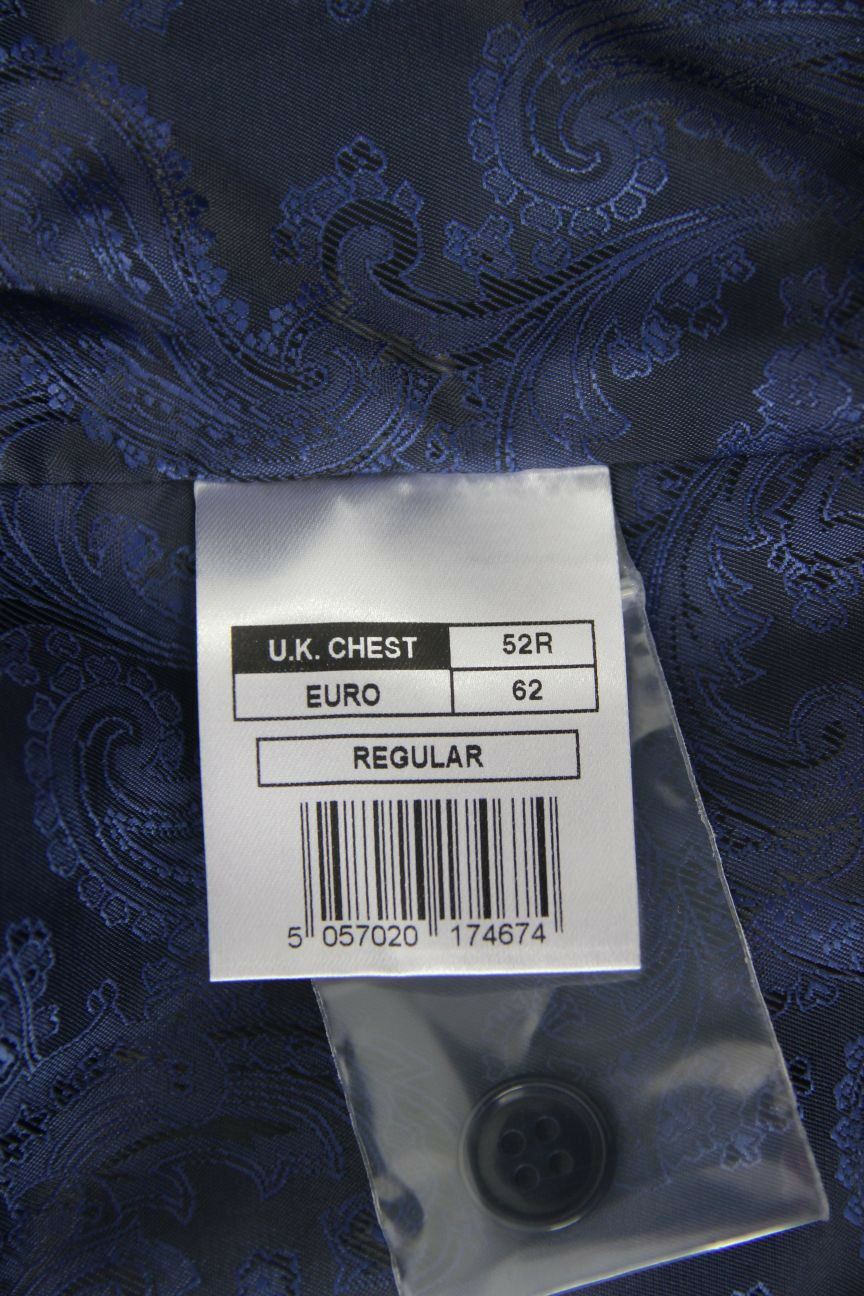 U.K. CHEST 52R
EURO 62
REGULAR
5 057020 174674